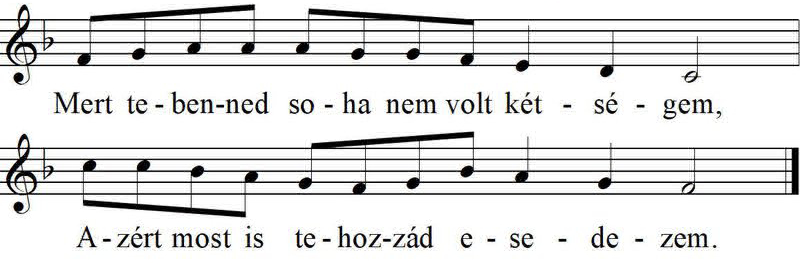 Mert te - ben-ned so - ha nem volt két - sé - gem,
A - zért most is te - hoz-zád e - se - de - zem.